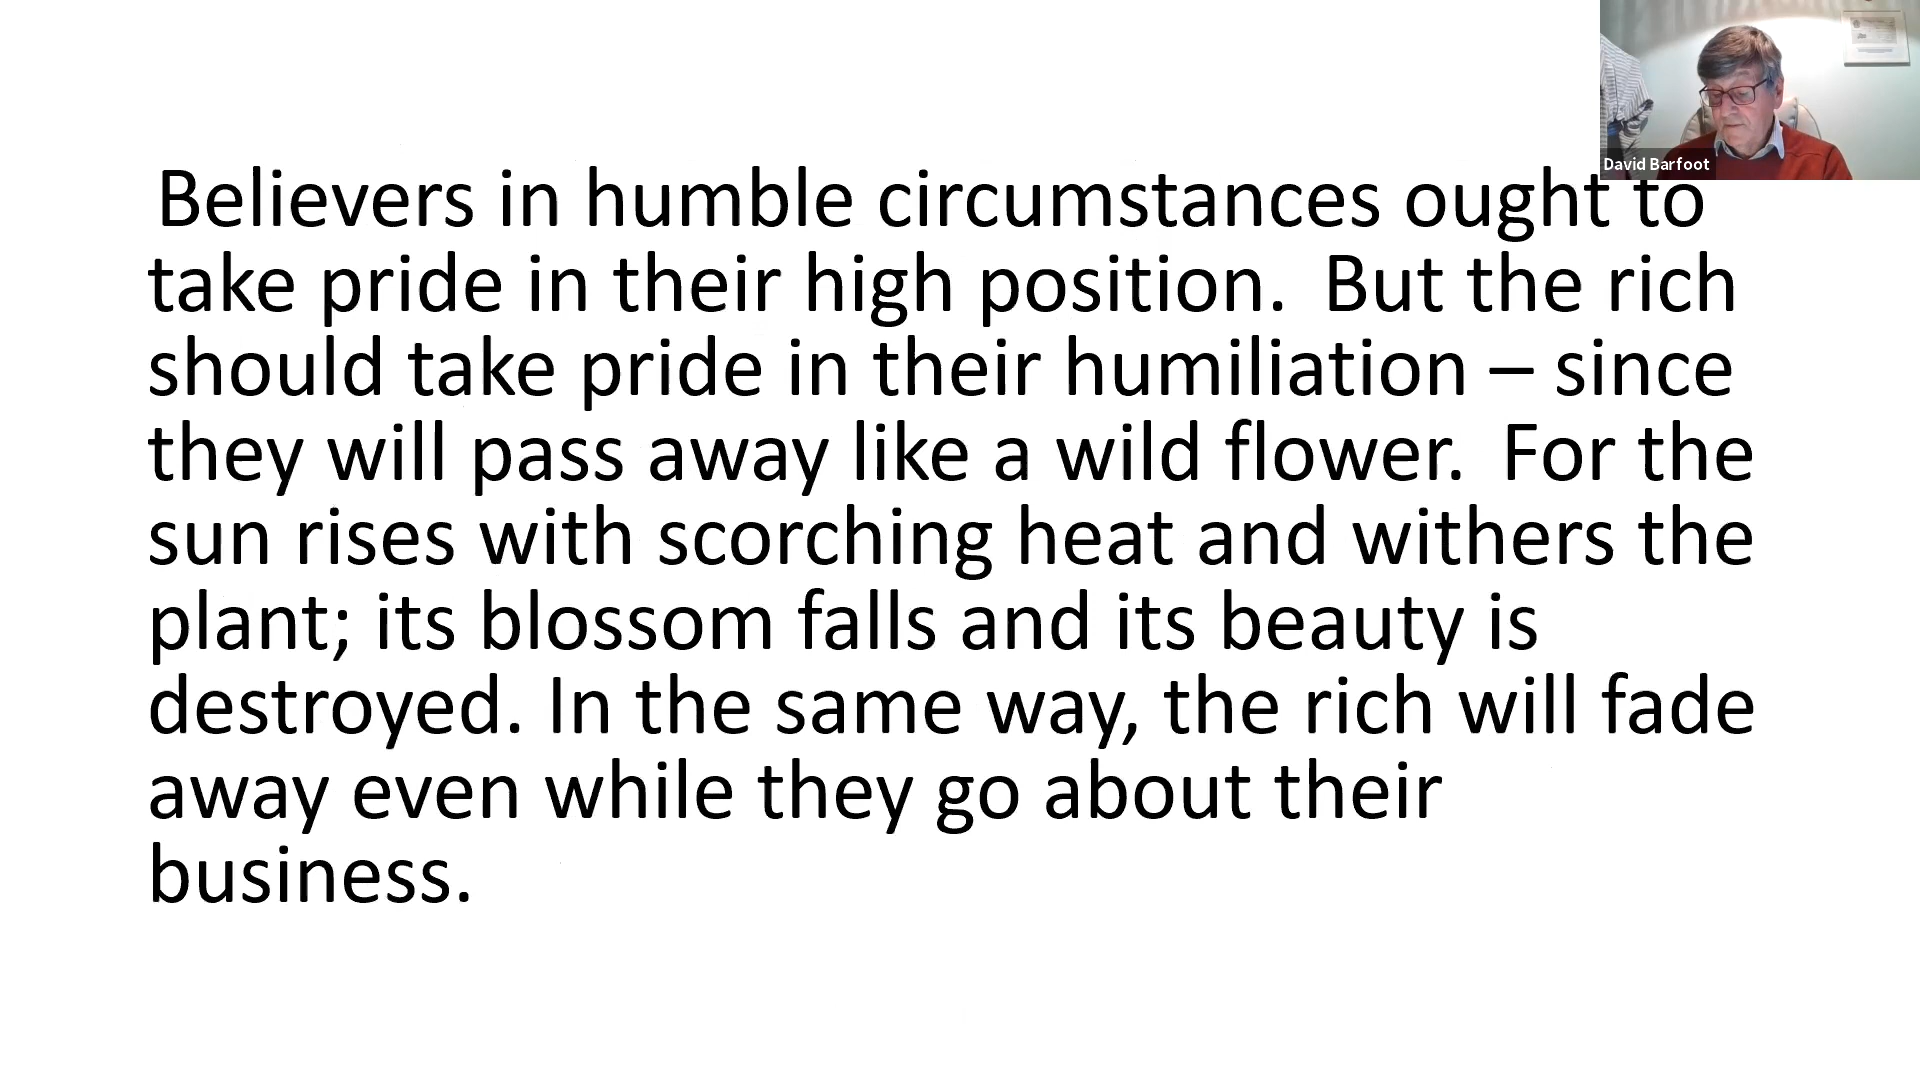 David Barfoot
Believers in humble circumstances ought to
take pride in their high position.  But the rich
should take pride in their humiliation – since
they will pass away like a wild flower.  For the
sun rises with scorching heat and withers the
plant; its blossom falls and its beauty is
destroyed. In the same way, the rich will fade
away even while they go about their
business.